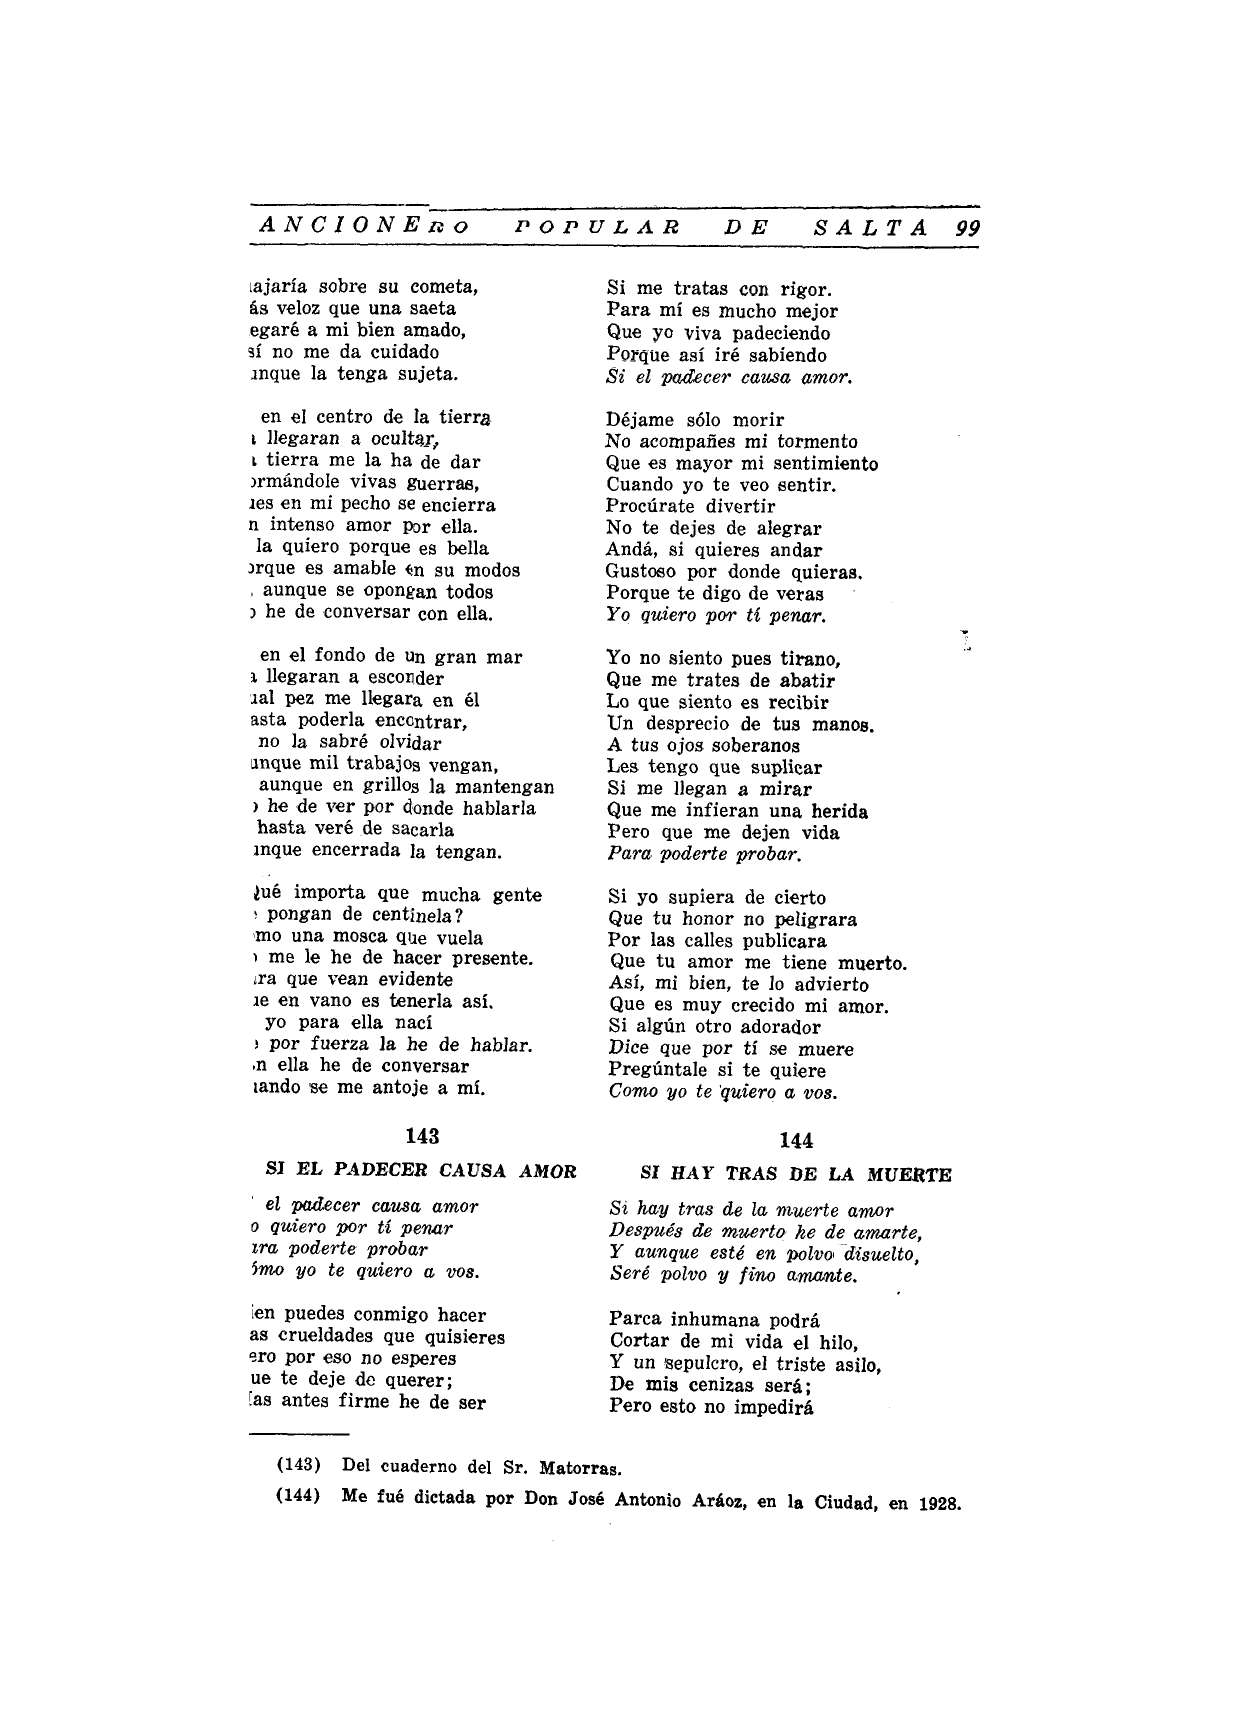 ANCIONERO POPULAR DE SALTA 99
ajaría sobre su cometa,
ás veloz que una saeta
egaré a mi bien amado,
sí no me da cuidado
unque la tenga sujeta.
en el centro de la tierra
llegaran a ocultar,
tierra me la ha de dar
ormándole vivas guerras,
ues en mi pecho se encierra
n intenso amor por ella.
la quiero porque es bella
orque es amable en su modos
aunque se opongan todos
o he de conversar con ella.
en el fondo de un gran mar
a llegaran a esconder
ual pez me llegara en él
asta poderla encontrar,
no la sabré olvidar
unque mil trabajos vengan,
aunque en grillos la mantengan
o he de ver por donde hablarla
hasta veré de sacarla
unque encerrada la tengan.
Qué importa que mucha gente
e pongan de centinela?
mo una mosca que vuela
o me le he de hacer presente.
ra que vean evidente
ue en vano es tenerla así.
yo para ella nací
o por fuerza la he de hablar.
n ella he de conversar
uando se me antoje a mí.
143
SI EL PADECER CAUSA AMOR
el padecer causa amor
o quiero por tí penar
ara poderte probar
ómo yo te quiero a vos.
ien puedes conmigo hacer
as crueldades que quisieres
ero por eso no esperes
ue te deje de querer;
as antes firme he de ser
Si me tratas con rigor.
Para mí es mucho mejor
Que yo viva padeciendo
Porque así iré sabiendo
Si el padecer causa amor.
Déjame sólo morir
No acompañes mi tormento
Que es mayor mi sentimiento
Cuando yo te veo sentir.
Procúrate divertir
No te dejes de alegrar
Andá, si quieres andar
Gustoso por donde quieras.
Porque te digo de veras
Yo quiero por tí penar.
Yo no siento pues tirano,
Que me trates de abatir
Lo que siento es recibir
Un desprecio de tus manos.
A tus ojos soberanos
Les tengo que suplicar
Si me llegan a mirar
Que me infieran una herida
Pero que me dejen vida
Para poderte probar.
Si yo supiera de cierto
Que tu honor no peligrara
Por las calles publicara
Que tu amor me tiene muerto.
Así, mi bien, te lo advierto
Que es muy crecido mi amor.
Si algún otro adorador
Dice que por tí se muere
Pregúntale si te quiere
Como yo te quiero a vos.
144
SI HAY TRAS DE LA MUERTE
Si hay tras de la muerte amor
Después de muerto he de amarte,
Y aunque esté en polvo disuelto,
Seré polvo y fino amante.
Parca inhumana podrá
Cortar de mi vida el hilo,
Y un sepulcro, el triste asilo,
De mis cenizas será;
Pero esto no impedirá
(143) Del cuaderno del Sr. Matorras.
(144) Me fué dictada por Don José Antonio Aráoz, en la Ciudad, en 1928.